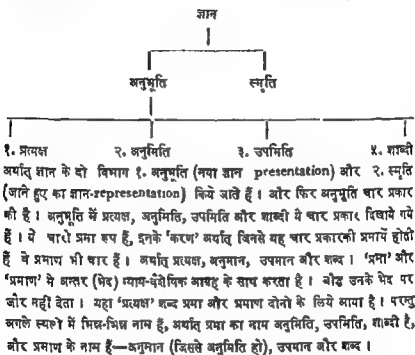 ज्ञान
अनुभूति स्मृति
१. प्रत्यक्ष २. अनुमिति ३. उपमिति ४. शाब्दी
अर्थात् ज्ञान के दो विभाग १. अनुभूति (नया ज्ञान presentation) और २. स्मृति
(जाने हुए का ज्ञान-representation) किये जाते हैं । और फिर अनुभूति चार प्रकार
की है । अनुभूति में प्रत्यक्ष, अनुमिति, उपमिति और शाब्दी ये चार प्रकार दिखाये गये
हैं । ये चारो प्रमा रूप हैं, इनके 'करण' अर्थात् जिनसे यह चार प्रकारकी प्रमायें होती
हैं वे प्रमाण भी चार हैं । अर्थात् प्रत्यक्ष, अनुमान, उपमान और शब्द । 'प्रमा' और
'प्रमाण' मे अन्तर (भेद) न्याय-वैशेषिक आग्रह के साथ करता है । बौद्ध उनके भेद पर
जोर नहीं देता । यहा 'प्रत्यक्ष' शब्द प्रमा और प्रमाण दोनो के लिये आया है । परन्तु
अगले स्थलों में भिन्न-भिन्न नाम हैं, अर्थात् प्रमा का नाम अनुमिति, उपमिति, शाब्दी है,
और प्रमाण के नाम हैं—अनुमान (जिससे अनुमिति हो), उपमान और शब्द ।